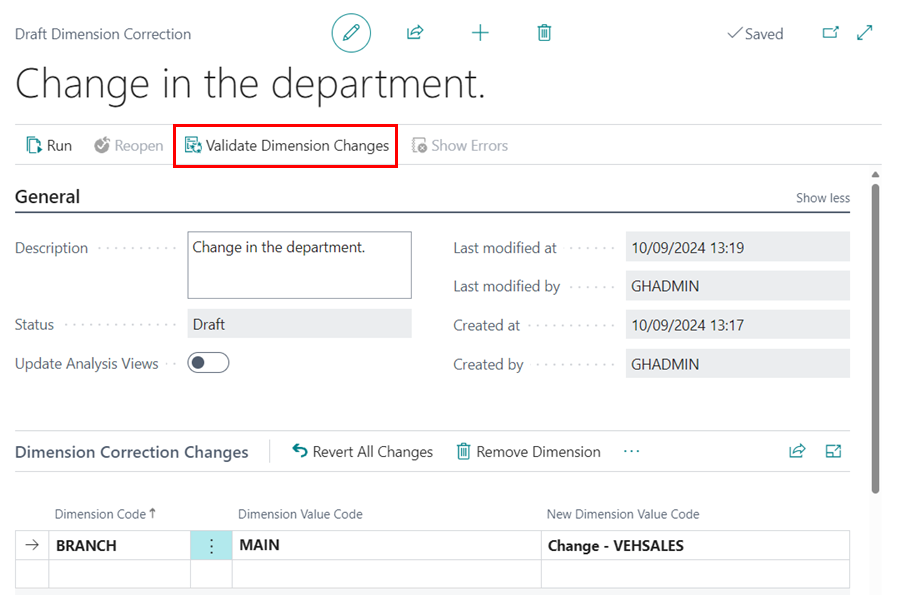 Draft Dimension Correction
Saved
Change in the department.
Run Reopen Validate Dimension Changes Show Errors
General Show less
Description Change in the department. Last modified at 10/09/2024 13:19
Last modified by GHADMIN
Status Draft Created at 10/09/2024 13:17
Update Analysis Views Created by GHADMIN
Dimension Correction Changes Revert All Changes Remove Dimension ...
Dimension Code↑ Dimension Value Code New Dimension Value Code
→ BRANCH MAIN Change - VEHSALES